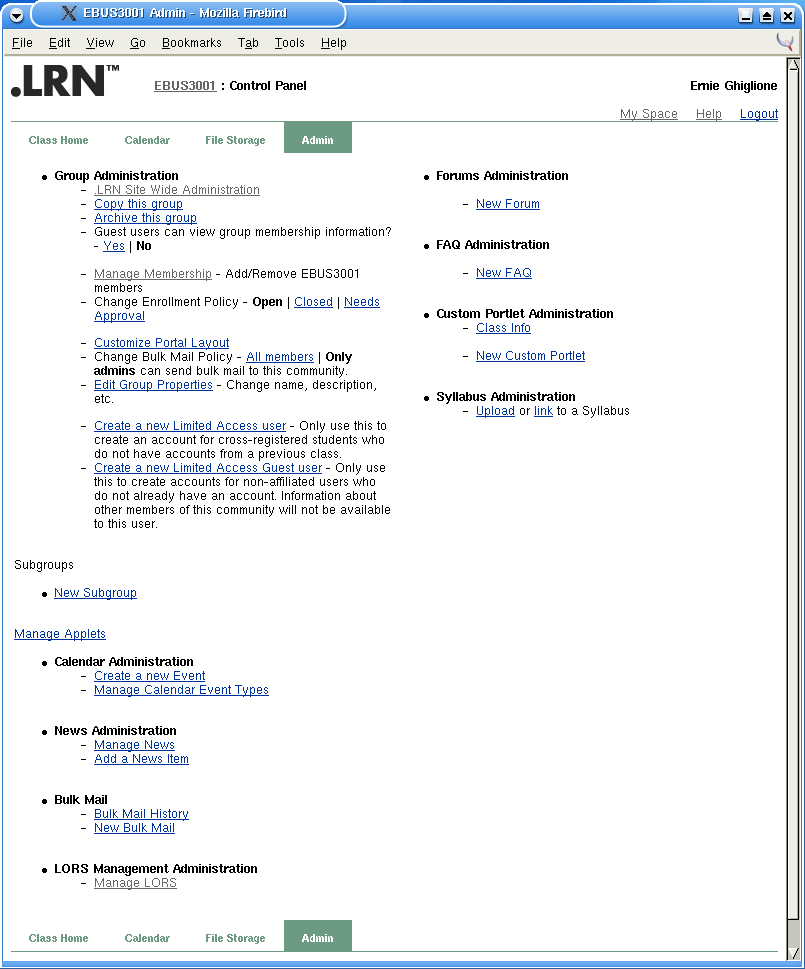 EBUS3001 Admin - Mozilla Firebird
File Edit View Go Bookmarks Tab Tools Help
.LRN™
EBUS3001 : Control Panel
Ernie Ghiglione
My Space Help Logout
Class Home Calendar File Storage Admin
• Group Administration
– .LRN Site Wide Administration
– Copy this group
– Archive this group
– Guest users can view group membership information?
- Yes | No
– Manage Membership - Add/Remove EBUS3001
members
– Change Enrollment Policy - Open | Closed | Needs
Approval
– Customize Portal Layout
– Change Bulk Mail Policy - All members | Only
admins can send bulk mail to this community.
– Edit Group Properties - Change name, description,
etc.
– Create a new Limited Access user - Only use this to
create an account for cross-registered students who
do not have accounts from a previous class.
– Create a new Limited Access Guest user - Only use
this to create accounts for non-affiliated users who
do not already have an account. Information about
other members of this community will not be available
to this user.
• Forums Administration
– New Forum
• FAQ Administration
– New FAQ
• Custom Portlet Administration
– Class Info
– New Custom Portlet
• Syllabus Administration
– Upload or link to a Syllabus
Subgroups
• New Subgroup
Manage Applets
• Calendar Administration
– Create a new Event
– Manage Calendar Event Types
• News Administration
– Manage News
– Add a News Item
• Bulk Mail
– Bulk Mail History
– New Bulk Mail
• LORS Management Administration
– Manage LORS
Class Home Calendar File Storage Admin